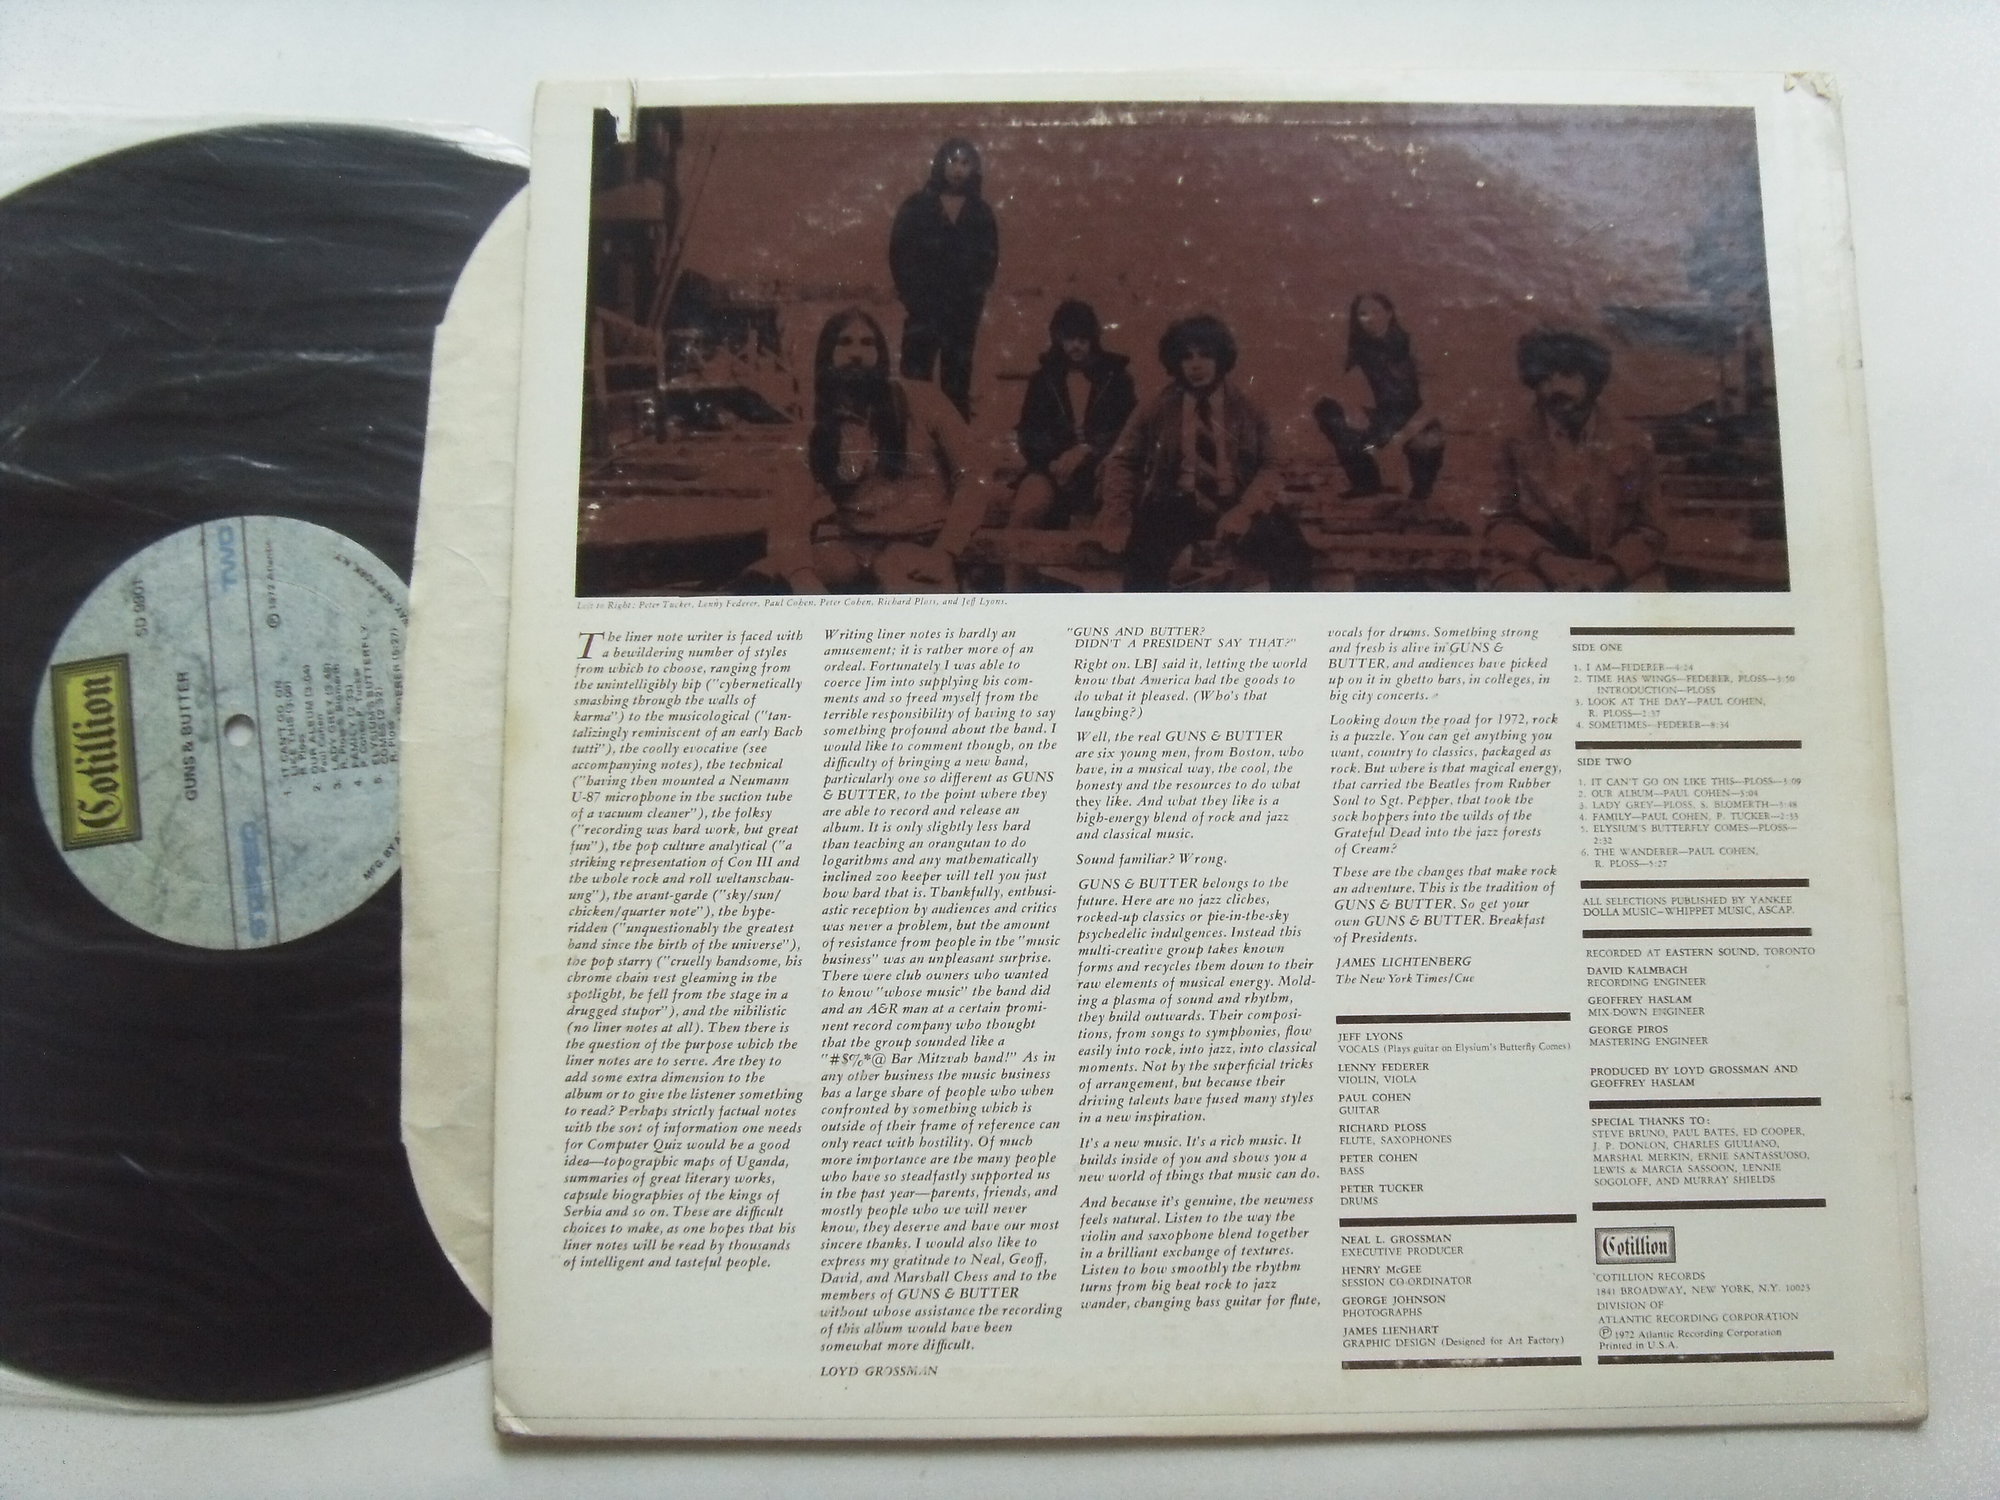 Cotillion
GUNS & BUTTER
STEREO
TWO
℗ 1972 Atlantic
SD 9901
1. IT CAN'T GO ON
LIKE THIS (3:09)
R. Ploss
2. OUR ALBUM (5:04)
Paul Cohen
3. LADY GREY (3:48)
R. Ploss, S. Blomerth
4. FAMILY (2:33)
P. Cohen, P. Tucker
5. ELYSIUM'S BUTTERFLY
COMES (2:32)
R. Ploss
(5:27)
MFG. BY A
NEW YORK, N.Y.
Left to Right: Peter Tucker, Lenny Federer, Paul Cohen, Peter Cohen, Richard Ploss, and Jeff Lyons.
The liner note writer is faced with
a bewildering number of styles
from which to choose, ranging from
the unintelligibly hip ("cybernetically
smashing through the walls of
karma") to the musicological ("tan-
talizingly reminiscent of an early Bach
tutti"), the coolly evocative (see
accompanying notes), the technical
("having then mounted a Neumann
U-87 microphone in the suction tube
of a vacuum cleaner"), the folksy
("recording was hard work, but great
fun"), the pop culture analytical ("a
striking representation of Con III and
the whole rock and roll weltanschau-
ung"), the avant-garde ("sky/sun/
chicken/quarter note"), the hype-
ridden ("unquestionably the greatest
band since the birth of the universe"),
the pop starry ("cruelly handsome, his
chrome chain vest gleaming in the
spotlight, he fell from the stage in a
drugged stupor"), and the nihilistic
(no liner notes at all). Then there is
the question of the purpose which the
liner notes are to serve. Are they to
add some extra dimension to the
album or to give the listener something
to read? Perhaps strictly factual notes
with the sort of information one needs
for Computer Quiz would be a good
idea—topographic maps of Uganda,
summaries of great literary works,
capsule biographies of the kings of
Serbia and so on. These are difficult
choices to make, as one hopes that his
liner notes will be read by thousands
of intelligent and tasteful people.
Writing liner notes is hardly an
amusement; it is rather more of an
ordeal. Fortunately I was able to
coerce Jim into supplying his com-
ments and so freed myself from the
terrible responsibility of having to say
something profound about the band. I
would like to comment though, on the
difficulty of bringing a new band,
particularly one so different as GUNS
& BUTTER, to the point where they
are able to record and release an
album. It is only slightly less hard
than teaching an orangutan to do
logarithms and any mathematically
inclined zoo keeper will tell you just
how hard that is. Thankfully, enthusi-
astic reception by audiences and critics
was never a problem, but the amount
of resistance from people in the "music
business" was an unpleasant surprise.
There were club owners who wanted
to know "whose music" the band did
and an A&R man at a certain promi-
nent record company who thought
that the group sounded like a
"#$%*@ Bar Mitzvah band!" As in
any other business the music business
has a large share of people who when
confronted by something which is
outside of their frame of reference can
only react with hostility. Of much
more importance are the many people
who have so steadfastly supported us
in the past year—parents, friends, and
mostly people who we will never
know, they deserve and have our most
sincere thanks. I would also like to
express my gratitude to Neal, Geoff,
David, and Marshall Chess and to the
members of GUNS & BUTTER
without whose assistance the recording
of this album would have been
somewhat more difficult.
LOYD GROSSMAN
"GUNS AND BUTTER?
DIDN'T A PRESIDENT SAY THAT?"
Right on. LBJ said it, letting the world
know that America had the goods to
do what it pleased. (Who's that
laughing?)
Well, the real GUNS & BUTTER
are six young men, from Boston, who
have, in a musical way, the cool, the
honesty and the resources to do what
they like. And what they like is a
high-energy blend of rock and jazz
and classical music.
Sound familiar? Wrong.
GUNS & BUTTER belongs to the
future. Here are no jazz cliches,
rocked-up classics or pie-in-the-sky
psychedelic indulgences. Instead this
multi-creative group takes known
forms and recycles them down to their
raw elements of musical energy. Mold-
ing a plasma of sound and rhythm,
they build outwards. Their composi-
tions, from songs to symphonies, flow
easily into rock, into jazz, into classical
moments. Not by the superficial tricks
of arrangement, but because their
driving talents have fused many styles
in a new inspiration.
It's a new music. It's a rich music. It
builds inside of you and shows you a
new world of things that music can do.
And because it's genuine, the newness
feels natural. Listen to the way the
violin and saxophone blend together
in a brilliant exchange of textures.
Listen to how smoothly the rhythm
turns from big beat rock to jazz
wander, changing bass guitar for flute,
vocals for drums. Something strong
and fresh is alive in GUNS &
BUTTER, and audiences have picked
up on it in ghetto bars, in colleges, in
big city concerts.
Looking down the road for 1972, rock
is a puzzle. You can get anything you
want, country to classics, packaged as
rock. But where is that magical energy,
that carried the Beatles from Rubber
Soul to Sgt. Pepper, that took the
sock hoppers into the wilds of the
Grateful Dead into the jazz forests
of Cream?
These are the changes that make rock
an adventure. This is the tradition of
GUNS & BUTTER. So get your
own GUNS & BUTTER. Breakfast
of Presidents.
JAMES LICHTENBERG
The New York Times/Cue
JEFF LYONS
VOCALS (Plays guitar on Elysium's Butterfly Comes)
LENNY FEDERER
VIOLIN, VIOLA
PAUL COHEN
GUITAR
RICHARD PLOSS
FLUTE, SAXOPHONES
PETER COHEN
BASS
PETER TUCKER
DRUMS
NEAL L. GROSSMAN
EXECUTIVE PRODUCER
HENRY McGEE
SESSION CO-ORDINATOR
GEORGE JOHNSON
PHOTOGRAPHS
JAMES LIENHART
GRAPHIC DESIGN (Designed for Art Factory)
SIDE ONE
1. I AM—FEDERER—4:14
2. TIME HAS WINGS—FEDERER, PLOSS—3:50
INTRODUCTION—PLOSS
3. LOOK AT THE DAY—PAUL COHEN,
R. PLOSS—2:37
4. SOMETIMES—FEDERER—8:34
SIDE TWO
1. IT CAN'T GO ON LIKE THIS—PLOSS—3:09
2. OUR ALBUM—PAUL COHEN—5:04
3. LADY GREY—PLOSS, S. BLOMERTH—3:48
4. FAMILY—PAUL COHEN, P. TUCKER—2:33
5. ELYSIUM'S BUTTERFLY COMES—PLOSS—
2:32
6. THE WANDERER—PAUL COHEN,
R. PLOSS—5:27
ALL SELECTIONS PUBLISHED BY YANKEE
DOLLA MUSIC—WHIPPET MUSIC, ASCAP.
RECORDED AT EASTERN SOUND, TORONTO
DAVID KALMBACH
RECORDING ENGINEER
GEOFFREY HASLAM
MIX-DOWN ENGINEER
GEORGE PIROS
MASTERING ENGINEER
PRODUCED BY LOYD GROSSMAN AND
GEOFFREY HASLAM
SPECIAL THANKS TO:
STEVE BRUNO, PAUL BATES, ED COOPER,
J. P. DONLON, CHARLES GIULIANO,
MARSHAL MERKIN, ERNIE SANTASSUOSO,
LEWIS & MARCIA SASSOON, LENNIE
SOGOLOFF, AND MURRAY SHIELDS
Cotillion
COTILLION RECORDS
1841 BROADWAY, NEW YORK, N.Y. 10023
DIVISION OF
ATLANTIC RECORDING CORPORATION
℗ 1972 Atlantic Recording Corporation
Printed in U.S.A.